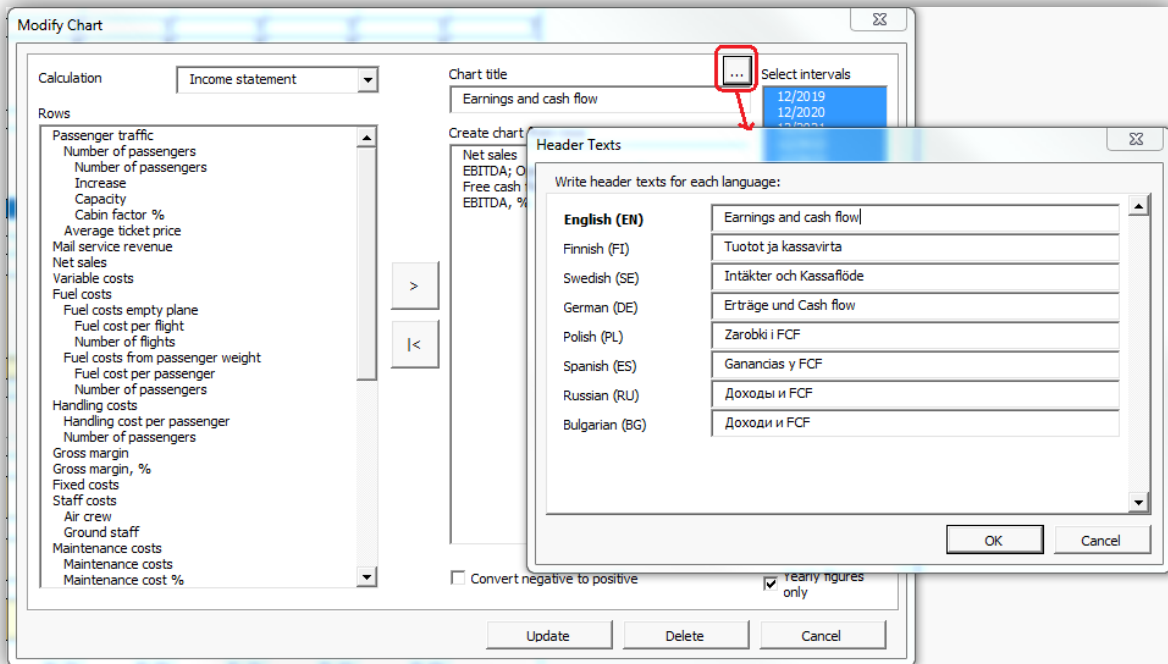 Modify Chart
Calculation
Income statement
Rows
Passenger traffic
Number of passengers
Number of passengers
Increase
Capacity
Cabin factor %
Average ticket price
Mail service revenue
Net sales
Variable costs
Fuel costs
Fuel costs empty plane
Fuel cost per flight
Number of flights
Fuel costs from passenger weight
Fuel cost per passenger
Number of passengers
Handling costs
Handling cost per passenger
Number of passengers
Gross margin
Gross margin, %
Fixed costs
Staff costs
Air crew
Ground staff
Maintenance costs
Maintenance costs
Maintenance cost %
>
|<
Chart title
...
Earnings and cash flow
Create chart
Net sales
EBITDA; O
Free cash
EBITDA, %
Convert negative to positive
Select intervals
12/2019
12/2020
Yearly figures
only
Update
Delete
Cancel
Header Texts
Write header texts for each language:
English (EN)
Earnings and cash flow
Finnish (FI)
Tuotot ja kassavirta
Swedish (SE)
Intäkter och Kassaflöde
German (DE)
Erträge und Cash flow
Polish (PL)
Zarobki i FCF
Spanish (ES)
Ganancias y FCF
Russian (RU)
Доходы и FCF
Bulgarian (BG)
Доходи и FCF
OK
Cancel